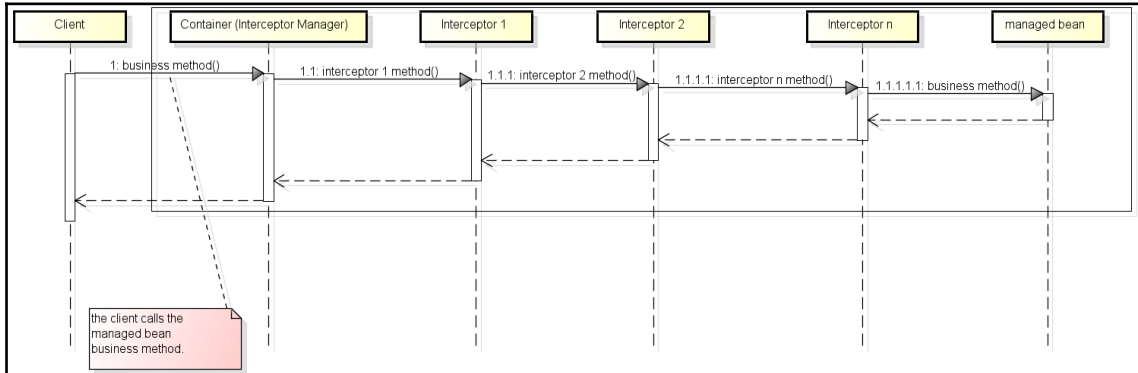 Client
Container (Interceptor Manager)
Interceptor 1
Interceptor 2
Interceptor n
managed bean
1: business method()
1.1: interceptor 1 method()
1.1.1: interceptor 2 method()
1.1.1.1: interceptor n method()
1.1.1.1.1: business method()
the client calls the
managed bean
business method.